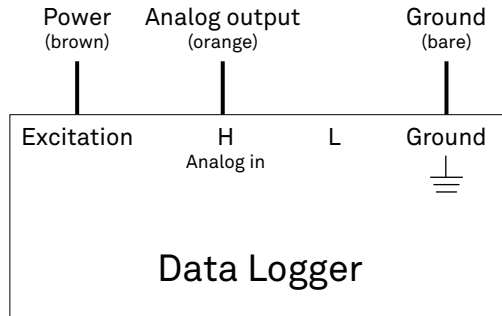 Power Analog output Ground
(brown) (orange) (bare)
Excitation H L Ground
Analog in
Data Logger